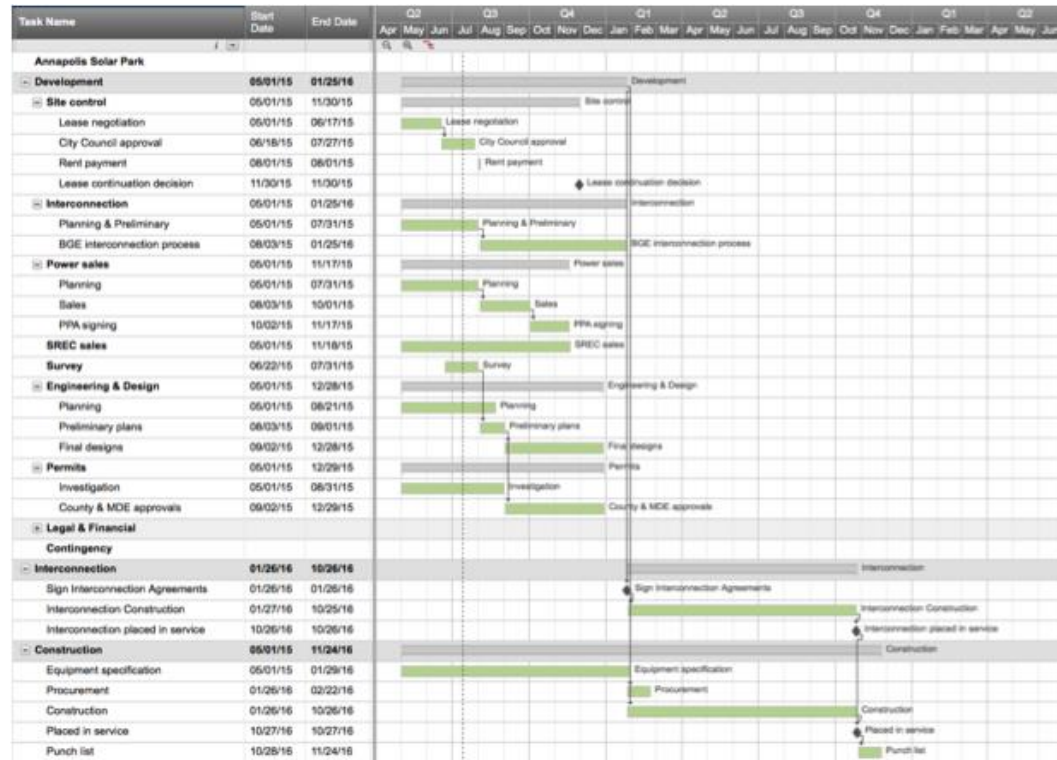 Task Name Start Date End Date Q2 Q3 Q4 Q1 Q2 Q3 Q4 Q1 Q2
Apr May Jun Jul Aug Sep Oct Nov Dec Jan Feb Mar Apr May Jun Jul Aug Sep Oct Nov Dec Jan Feb Mar Apr May Jun
i
Annapolis Solar Park
Development 05/01/15 01/25/16 Development
Site control 05/01/15 11/30/15 Site control
Lease negotiation 05/01/15 06/17/15 Lease negotiation
City Council approval 06/18/15 07/27/15 City Council approval
Rent payment 08/01/15 08/01/15 Rent payment
Lease continuation decision 11/30/15 11/30/15 Lease continuation decision
Interconnection 05/01/15 01/25/16 Interconnection
Planning & Preliminary 05/01/15 07/31/15 Planning & Preliminary
BGE interconnection process 08/03/15 01/25/16 BGE interconnection process
Power sales 05/01/15 11/17/15 Power sales
Planning 05/01/15 07/31/15 Planning
Sales 08/03/15 10/01/15 Sales
PPA signing 10/02/15 11/17/15 PPA signing
SREC sales 05/01/15 11/18/15 SREC sales
Survey 06/22/15 07/31/15 Survey
Engineering & Design 05/01/15 12/28/15 Engineering & Design
Planning 05/01/15 08/21/15 Planning
Preliminary plans 08/03/15 09/01/15 Preliminary plans
Final designs 09/02/15 12/28/15 Final designs
Permits 05/01/15 12/29/15 Permits
Investigation 05/01/15 08/31/15 Investigation
County & MDE approvals 09/02/15 12/29/15 County & MDE approvals
Legal & Financial
Contingency
Interconnection 01/26/16 10/26/16 Interconnection
Sign Interconnection Agreements 01/26/16 01/26/16 Sign Interconnection Agreements
Interconnection Construction 01/27/16 10/25/16 Interconnection Construction
Interconnection placed in service 10/26/16 10/26/16 Interconnection placed in service
Construction 05/01/15 11/24/16 Construction
Equipment specification 05/01/15 01/29/16 Equipment specification
Procurement 01/26/16 02/22/16 Procurement
Construction 01/26/16 10/26/16 Construction
Placed in service 10/27/16 10/27/16 Placed in service
Punch list 10/28/16 11/24/16 Punch list